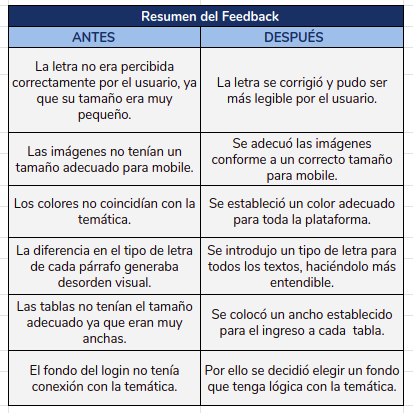 Resumen del Feedback
ANTES
DESPUÉS
La letra no era percibida
correctamente por el usuario, ya
que su tamaño era muy
pequeño.
La letra se corrigió y pudo ser
más legible por el usuario.
Las imágenes no tenían un
tamaño adecuado para mobile.
Se adecuó las imágenes
conforme a un correcto tamaño
para mobile.
Los colores no coincidían con la
temática.
Se estableció un color adecuado
para toda la plataforma.
La diferencia en el tipo de letra
de cada párrafo generaba
desorden visual.
Se introdujo un tipo de letra para
todos los textos, haciéndolo más
entendible.
Las tablas no tenían el tamaño
adecuado ya que eran muy
anchas.
Se colocó un ancho establecido
para el ingreso a cada tabla.
El fondo del login no tenía
conexión con la temática.
Por ello se decidió elegir un fondo
que tenga lógica con la temática.